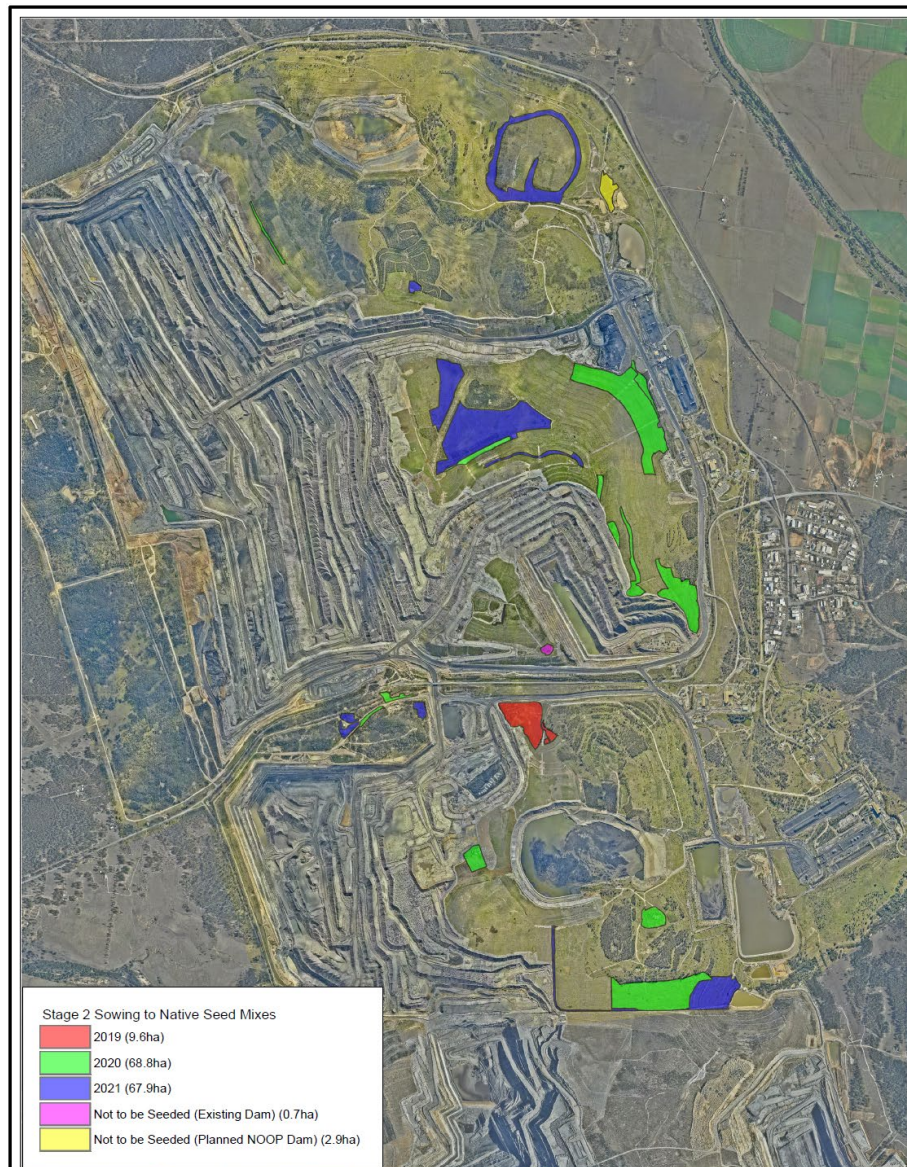 Stage 2 Sowing to Native Seed Mixes
2019 (9.6ha)
2020 (68.8ha)
2021 (67.9ha)
Not to be Seeded (Existing Dam) (0.7ha)
Not to be Seeded (Planned NOOP Dam) (2.9ha)